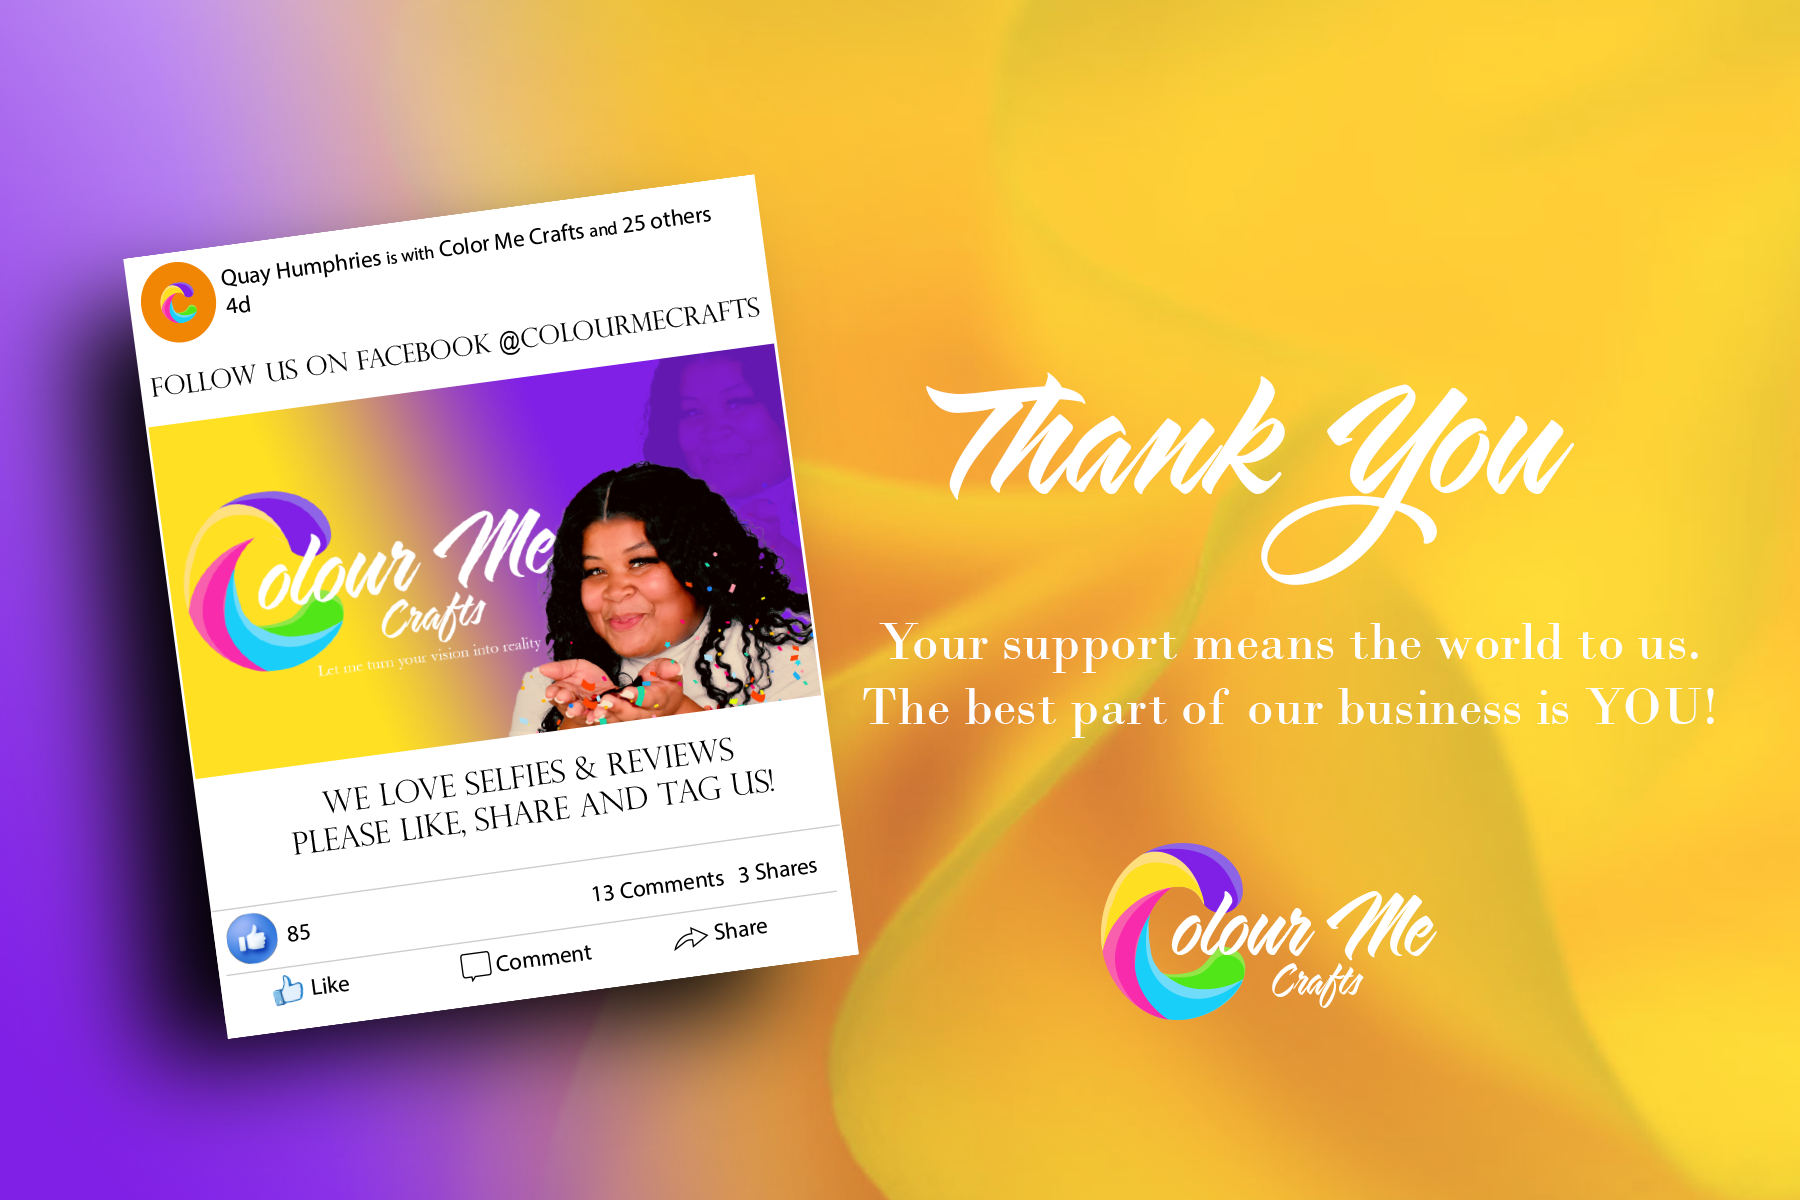 Quay Humphries is with Color Me Crafts and 25 others
4d
FOLLOW US ON FACEBOOK @COLOURMECRAFTS
Colour Me
Crafts
Let me turn your vision into reality
WE LOVE SELFIES & REVIEWS
PLEASE LIKE, SHARE AND TAG US!
13 Comments 3 Shares
85
Like Comment Share
Thank You
Your support means the world to us.
The best part of our business is YOU!
Colour Me
Crafts